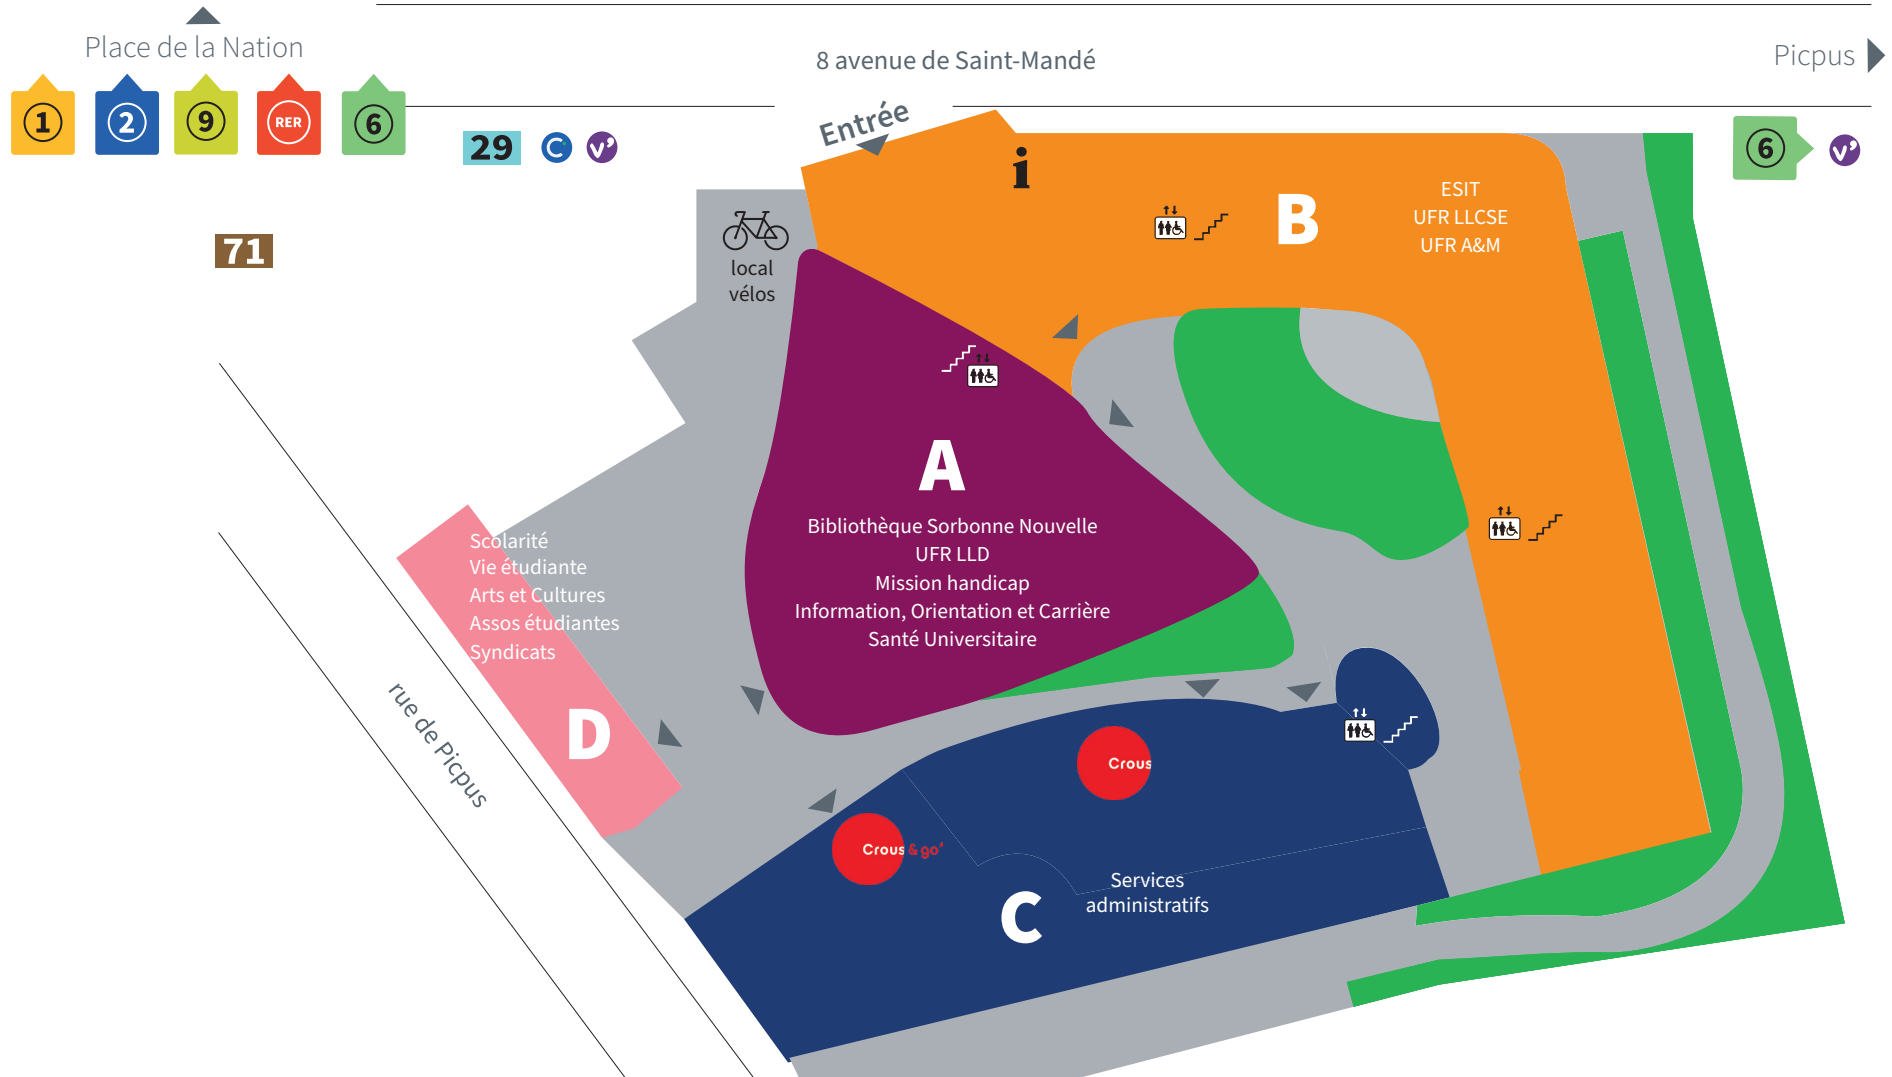 Place de la Nation
8 avenue de Saint-Mandé
Picpus
1
2
9
RER
6
29
C
v'
Entrée
i
6
v'
71
local
vélos
B
ESIT
UFR LLCSE
UFR A&M
A
Bibliothèque Sorbonne Nouvelle
UFR LLD
Mission handicap
Information, Orientation et Carrière
Santé Universitaire
Scolarité
Vie étudiante
Arts et Cultures
Assos étudiantes
Syndicats
D
rue de Picpus
Crous
Crous & go'
C
Services
administratifs